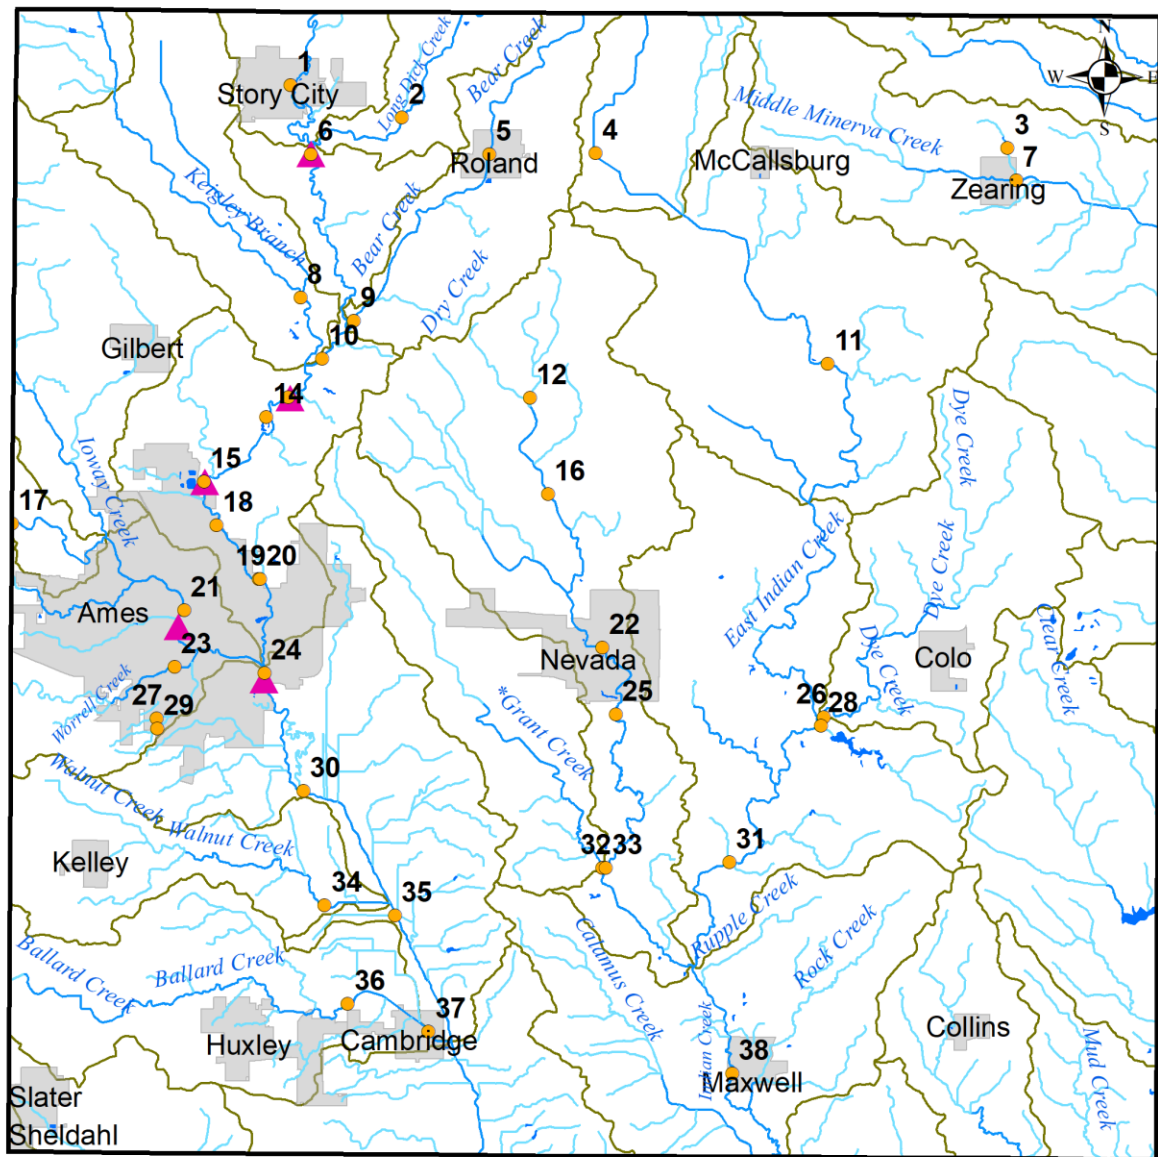 N
W
E
S
1
Story City
Long Dick Creek
2
Bear Creek
6
5
Roland
4
McCallsburg
Middle Minerva Creek
3
7
Zearing
Keigley Branch
Bear Creek
8
9
Dry Creek
10
Gilbert
11
12
14
Dye Creek
Ioway Creek
15
16
17
18
19 20
East Indian Creek
Dye Creek
21
Ames
22
Nevada
Dye Creek
Colo
Clear Creek
23
24
Worrell Creek
27
29
*Grant Creek
25
26
28
Walnut Creek
Walnut Creek
30
Kelley
32 33
31
34
35
Rupple Creek
Rock Creek
Calamus Creek
Ballard Creek
Ballard Creek
36
37
Huxley
Cambridge
Indian Creek
38
Maxwell
Collins
Mud Creek
Slater
Sheldahl